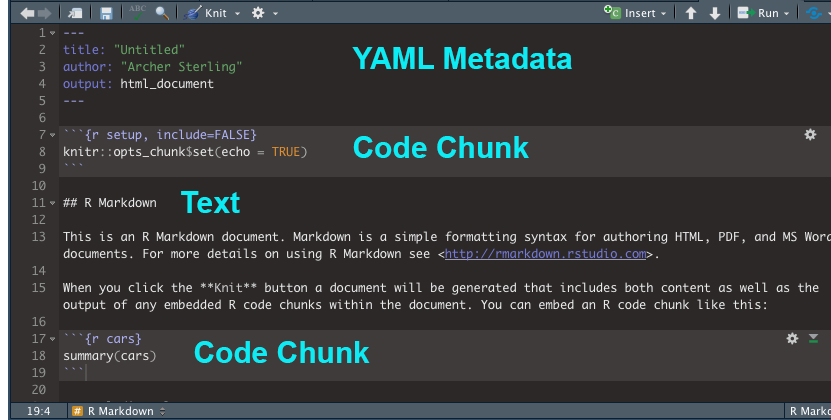 ABC
Knit
Insert
Run
1 ---
2 title: "Untitled"
3 author: "Archer Sterling"
4 output: html_document
5 ---
YAML Metadata
6
7 ```{r setup, include=FALSE}
8 knitr::opts_chunk$set(echo = TRUE)
9 ```
Code Chunk
10
11 ## R Markdown
Text
12
13 This is an R Markdown document. Markdown is a simple formatting syntax for authoring HTML, PDF, and MS Word
documents. For more details on using R Markdown see <http://rmarkdown.rstudio.com>.
14
15 When you click the **Knit** button a document will be generated that includes both content as well as the
output of any embedded R code chunks within the document. You can embed an R code chunk like this:
16
17 ```{r cars}
18 summary(cars)
19 ```
Code Chunk
20
19:4 # R Markdown R Markd